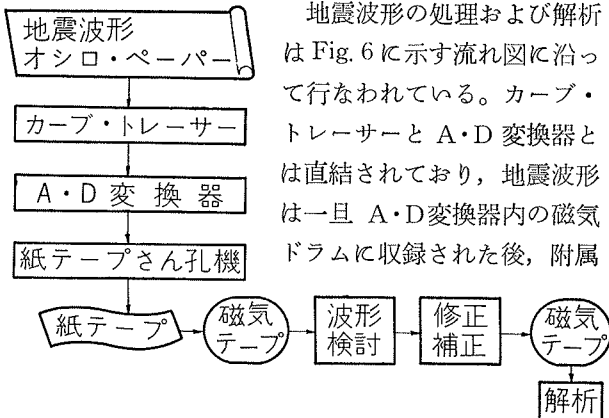 地震波形
オシロ・ペーパー
カーブ・トレーサー
A・D 変 換 器
紙テープさん孔機
紙テープ
磁気
テープ
波形
検討
修正
補正
磁気
テープ
解析
地震波形の処理および解析
は Fig. 6 に示す流れ図に沿っ
て行なわれている。カーブ・
トレーサーと A・D 変換器と
は直結されており，地震波形
は一旦 A・D変換器内の磁気
ドラムに収録された後，附属